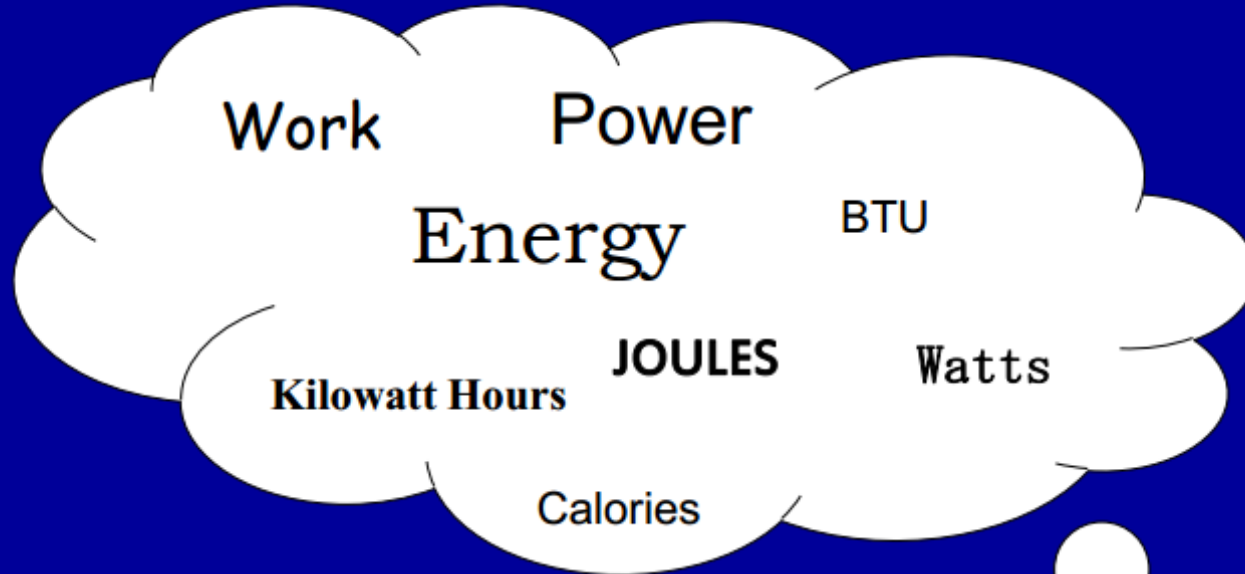 Work
Power
Energy
BTU
JOULES
Watts
Kilowatt Hours
Calories